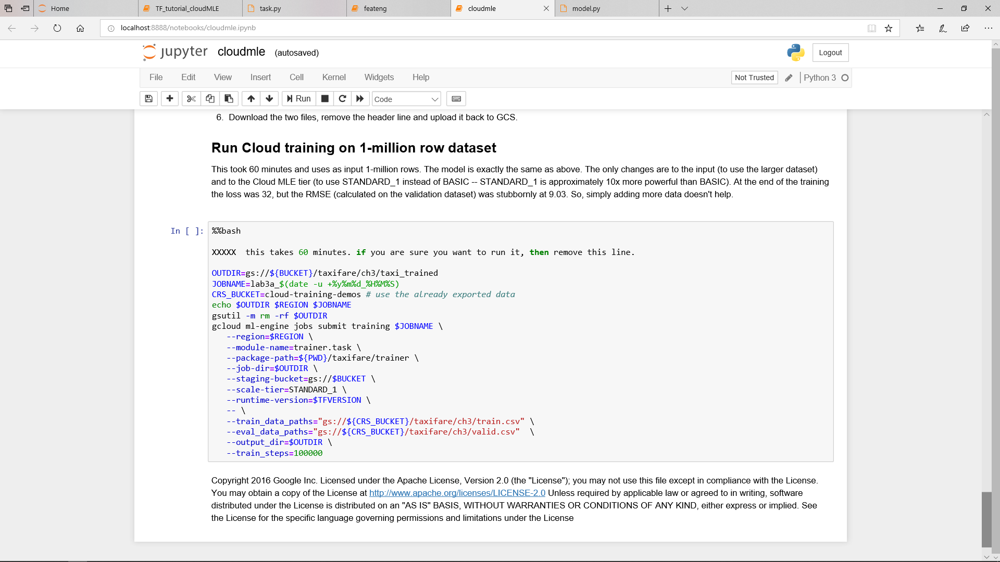 Home
TF_tutorial_cloudMLE
task.py
feateng
cloudmle
model.py
localhost:8888/notebooks/cloudmle.ipynb
jupyter cloudmle (autosaved)
Logout
File Edit View Insert Cell Kernel Widgets Help
Not Trusted
Python 3
Run
Code
6. Download the two files, remove the header line and upload it back to GCS.
Run Cloud training on 1-million row dataset
This took 60 minutes and uses as input 1-million rows. The model is exactly the same as above. The only changes are to the input (to use the larger dataset)
and to the Cloud MLE tier (to use STANDARD_1 instead of BASIC -- STANDARD_1 is approximately 10x more powerful than BASIC). At the end of the training
the loss was 32, but the RMSE (calculated on the validation dataset) was stubbornly at 9.03. So, simply adding more data doesn't help.
In [ ]:
%%bash
XXXXX  this takes 60 minutes. if you are sure you want to run it, then remove this line.
OUTDIR=gs://${BUCKET}/taxifare/ch3/taxi_trained
JOBNAME=lab3a_$(date -u +%y%m%d_%H%M%S)
CRS_BUCKET=cloud-training-demos # use the already exported data
echo $OUTDIR $REGION $JOBNAME
gsutil -m rm -rf $OUTDIR
gcloud ml-engine jobs submit training $JOBNAME \
   --region=$REGION \
   --module-name=trainer.task \
   --package-path=${PWD}/taxifare/trainer \
   --job-dir=$OUTDIR \
   --staging-bucket=gs://$BUCKET \
   --scale-tier=STANDARD_1 \
   --runtime-version=$TFVERSION \
   -- \
   --train_data_paths="gs://${CRS_BUCKET}/taxifare/ch3/train.csv" \
   --eval_data_paths="gs://${CRS_BUCKET}/taxifare/ch3/valid.csv"  \
   --output_dir=$OUTDIR \
   --train_steps=100000
Copyright 2016 Google Inc. Licensed under the Apache License, Version 2.0 (the "License"); you may not use this file except in compliance with the License.
You may obtain a copy of the License at http://www.apache.org/licenses/LICENSE-2.0 Unless required by applicable law or agreed to in writing, software
distributed under the License is distributed on an "AS IS" BASIS, WITHOUT WARRANTIES OR CONDITIONS OF ANY KIND, either express or implied. See
the License for the specific language governing permissions and limitations under the License